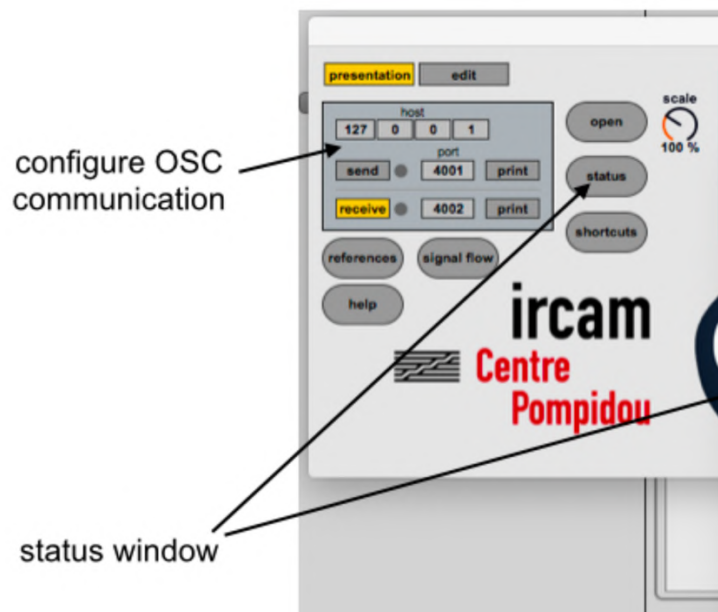 presentation edit
host
127 0 0 1
port
send 4001 print
receive 4002 print
open
status
shortcuts
scale
100 %
references signal flow
help
ircam
Centre
Pompidou
configure OSC
communication
status window